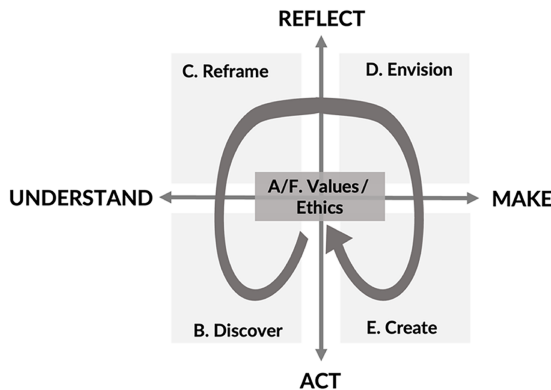 REFLECT
C. Reframe
D. Envision
UNDERSTAND
A/F. Values/
Ethics
MAKE
B. Discover
E. Create
ACT